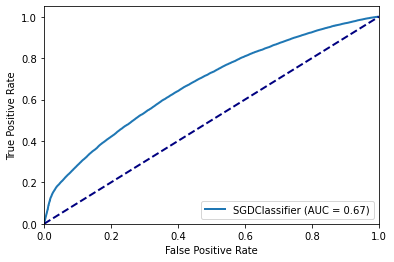 1.0
0.8
0.6
0.4
0.2
0.0
True Positive Rate
SGDClassifier (AUC = 0.67)
0.0 0.2 0.4 0.6 0.8 1.0
False Positive Rate